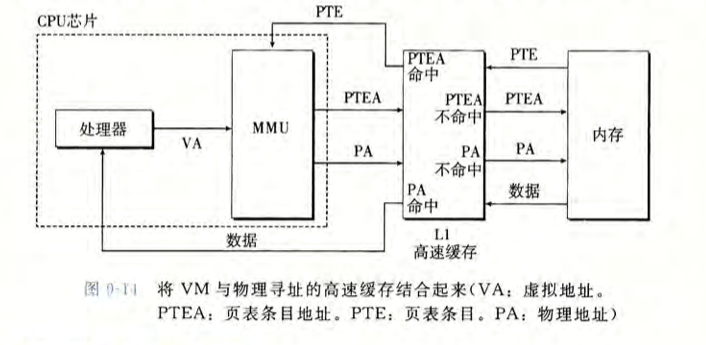 CPU芯片
PTE
处理器
VA
MMU
PTEA
PA
数据
PTEA
命中
PTEA
不命中
PA
不命中
PA
命中
L1
高速缓存
PTE
PTEA
PA
数据
内存
图 9-14 将 VM 与物理寻址的高速缓存结合起来(VA：虚拟地址。
PTEA：页表条目地址。PTE：页表条目。PA：物理地址)